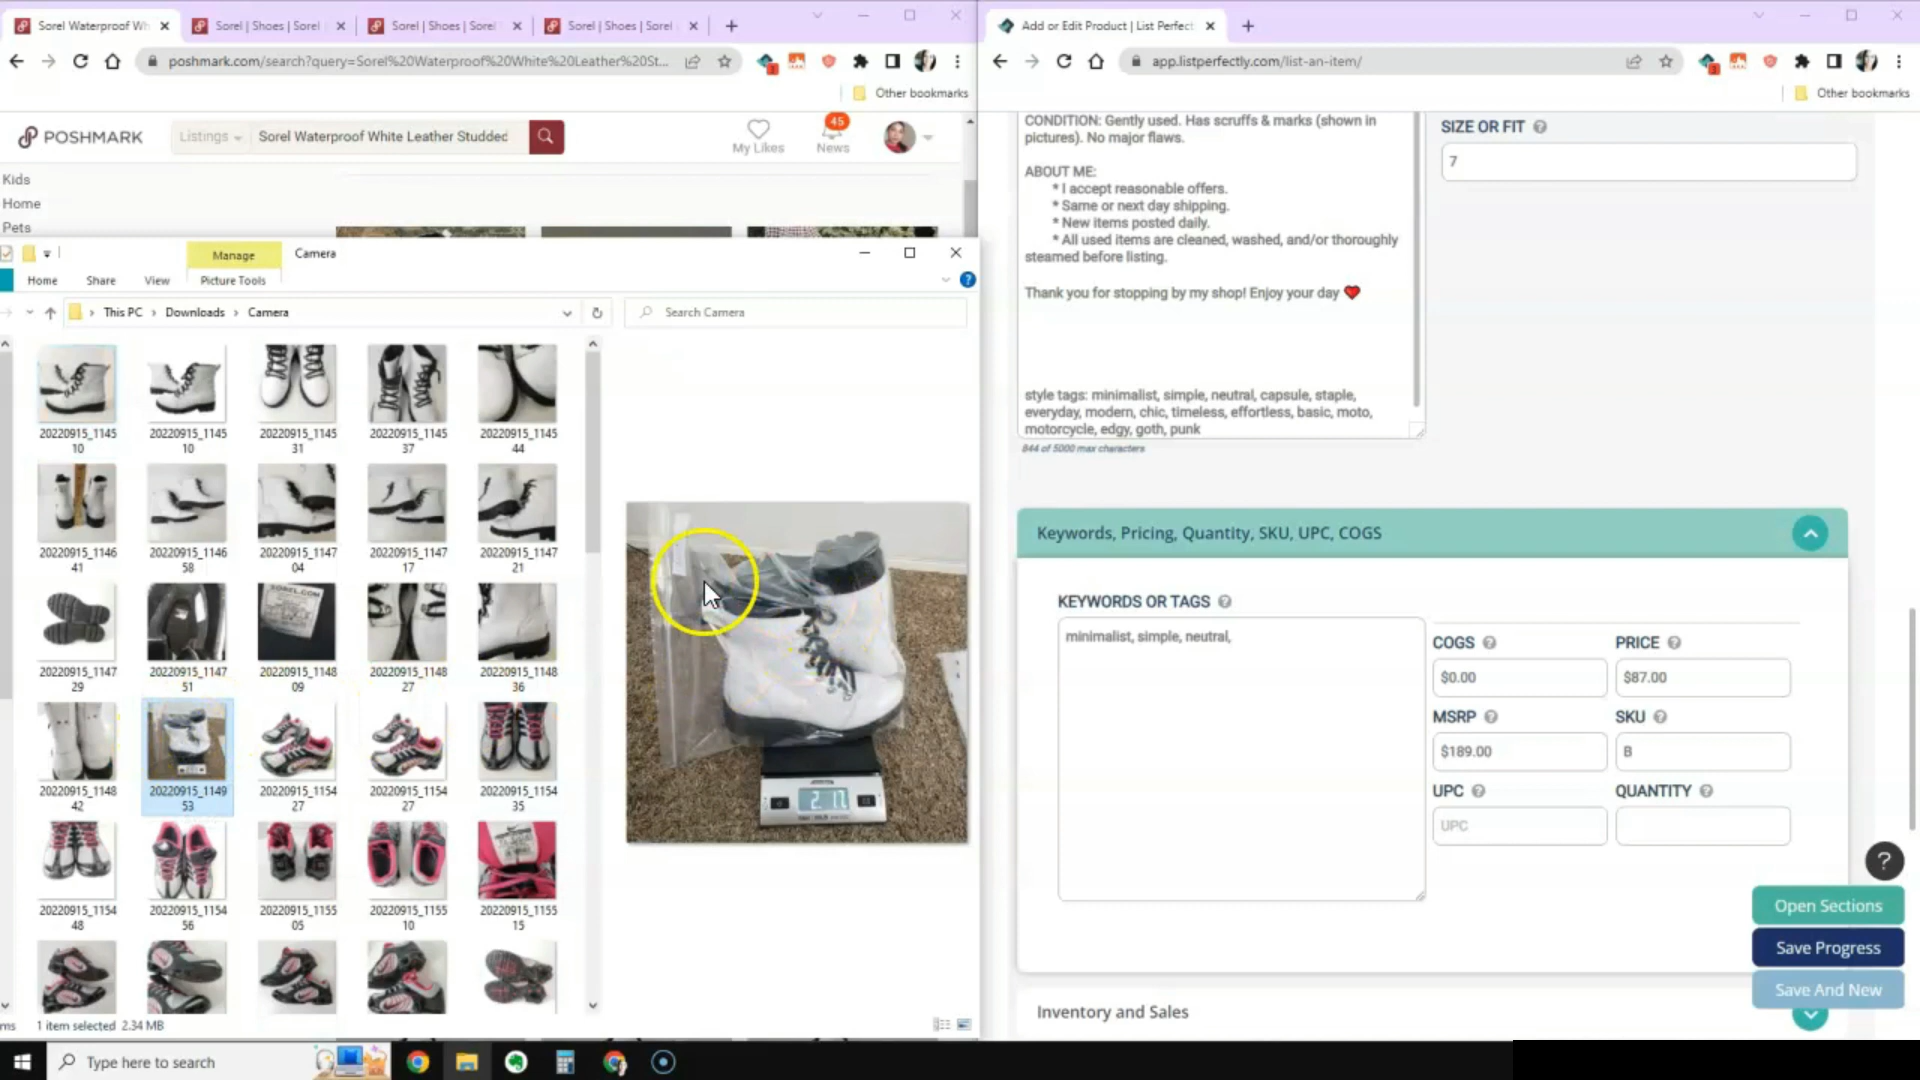 Sorel Waterproof Wh
Sorel | Shoes | Sorel
Sorel | Shoes | Sorel
Sorel | Shoes | Sorel
Add or Edit Product | List Perfect
poshmark.com/search?query=Sorel%20Waterproof%20White%20Leather%20St...
app.listperfectly.com/list-an-item/
Other bookmarks
Other bookmarks
POSHMARK
Listings
Sorel Waterproof White Leather Studded
My Likes
45
News
Kids
Home
Pets
Manage
Camera
Home
Share
View
Picture Tools
This PC > Downloads > Camera
Search Camera
20220915_1145
10
20220915_1145
10
20220915_1145
31
20220915_1145
37
20220915_1145
44
20220915_1146
41
20220915_1146
58
20220915_1147
04
20220915_1147
17
20220915_1147
21
20220915_1147
29
20220915_1147
51
20220915_1148
09
20220915_1148
27
20220915_1148
36
20220915_1148
42
20220915_1149
53
20220915_1154
27
20220915_1154
27
20220915_1154
35
20220915_1154
48
20220915_1154
56
20220915_1155
05
20220915_1155
10
20220915_1155
15
ms
1 item selected
2.34 MB
CONDITION: Gently used. Has scruffs & marks (shown in
pictures). No major flaws.
ABOUT ME:
* I accept reasonable offers.
* Same or next day shipping.
* New items posted daily.
* All used items are cleaned, washed, and/or thoroughly
steamed before listing.
Thank you for stopping by my shop! Enjoy your day ❤
style tags: minimalist, simple, neutral, capsule, staple,
everyday, modern, chic, timeless, effortless, basic, moto,
motorcycle, edgy, goth, punk
844 of 5000 max characters
SIZE OR FIT
7
Keywords, Pricing, Quantity, SKU, UPC, COGS
KEYWORDS OR TAGS
minimalist, simple, neutral,
COGS
PRICE
$0.00
$87.00
MSRP
SKU
$189.00
B
UPC
QUANTITY
UPC
?
Open Sections
Save Progress
Save And New
Inventory and Sales
Type here to search